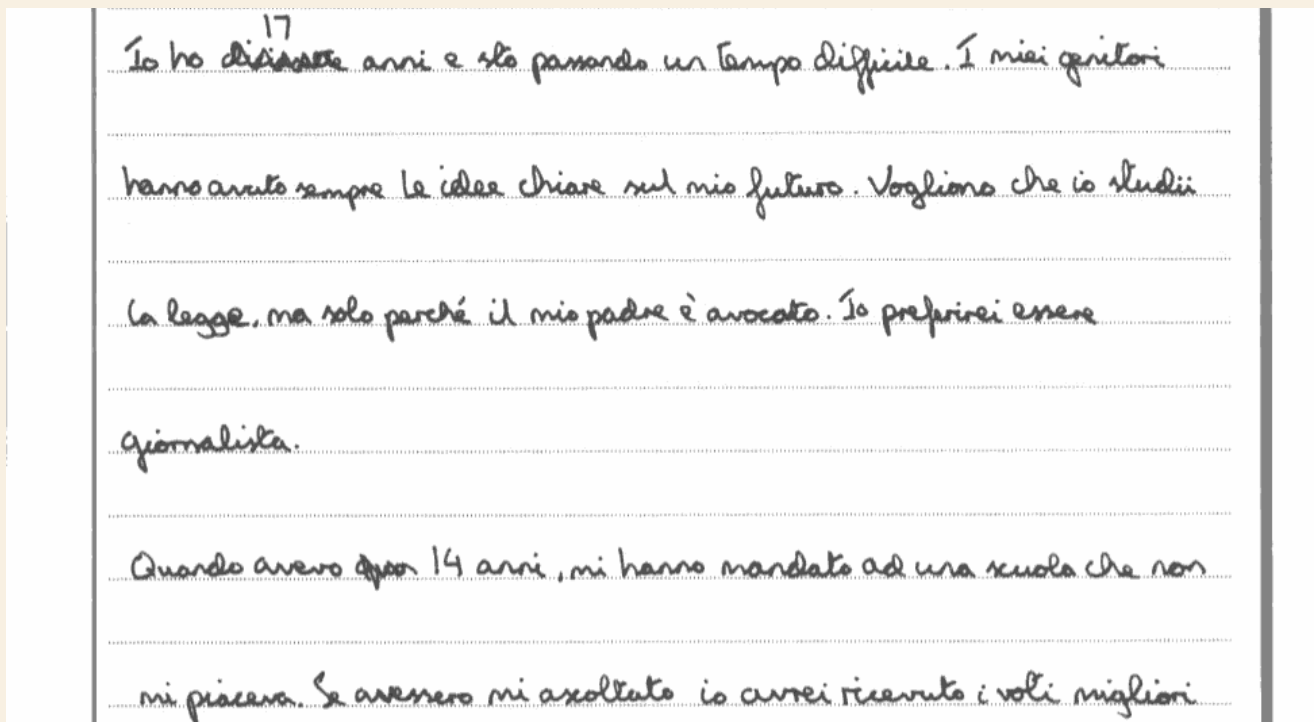 17
Io ho anni e sto passando un tempo difficile. I miei genitori
hanno avuto sempre le idee chiare sul mio futuro. Vogliono che io studii
la legge, ma solo perché il mio padre è avocato. Io preferirei essere
giornalista.
Quando avevo 14 anni, mi hanno mandato ad una scuola che non
mi piaceva. Se avessero mi ascoltato io avrei ricevuto i voti migliori